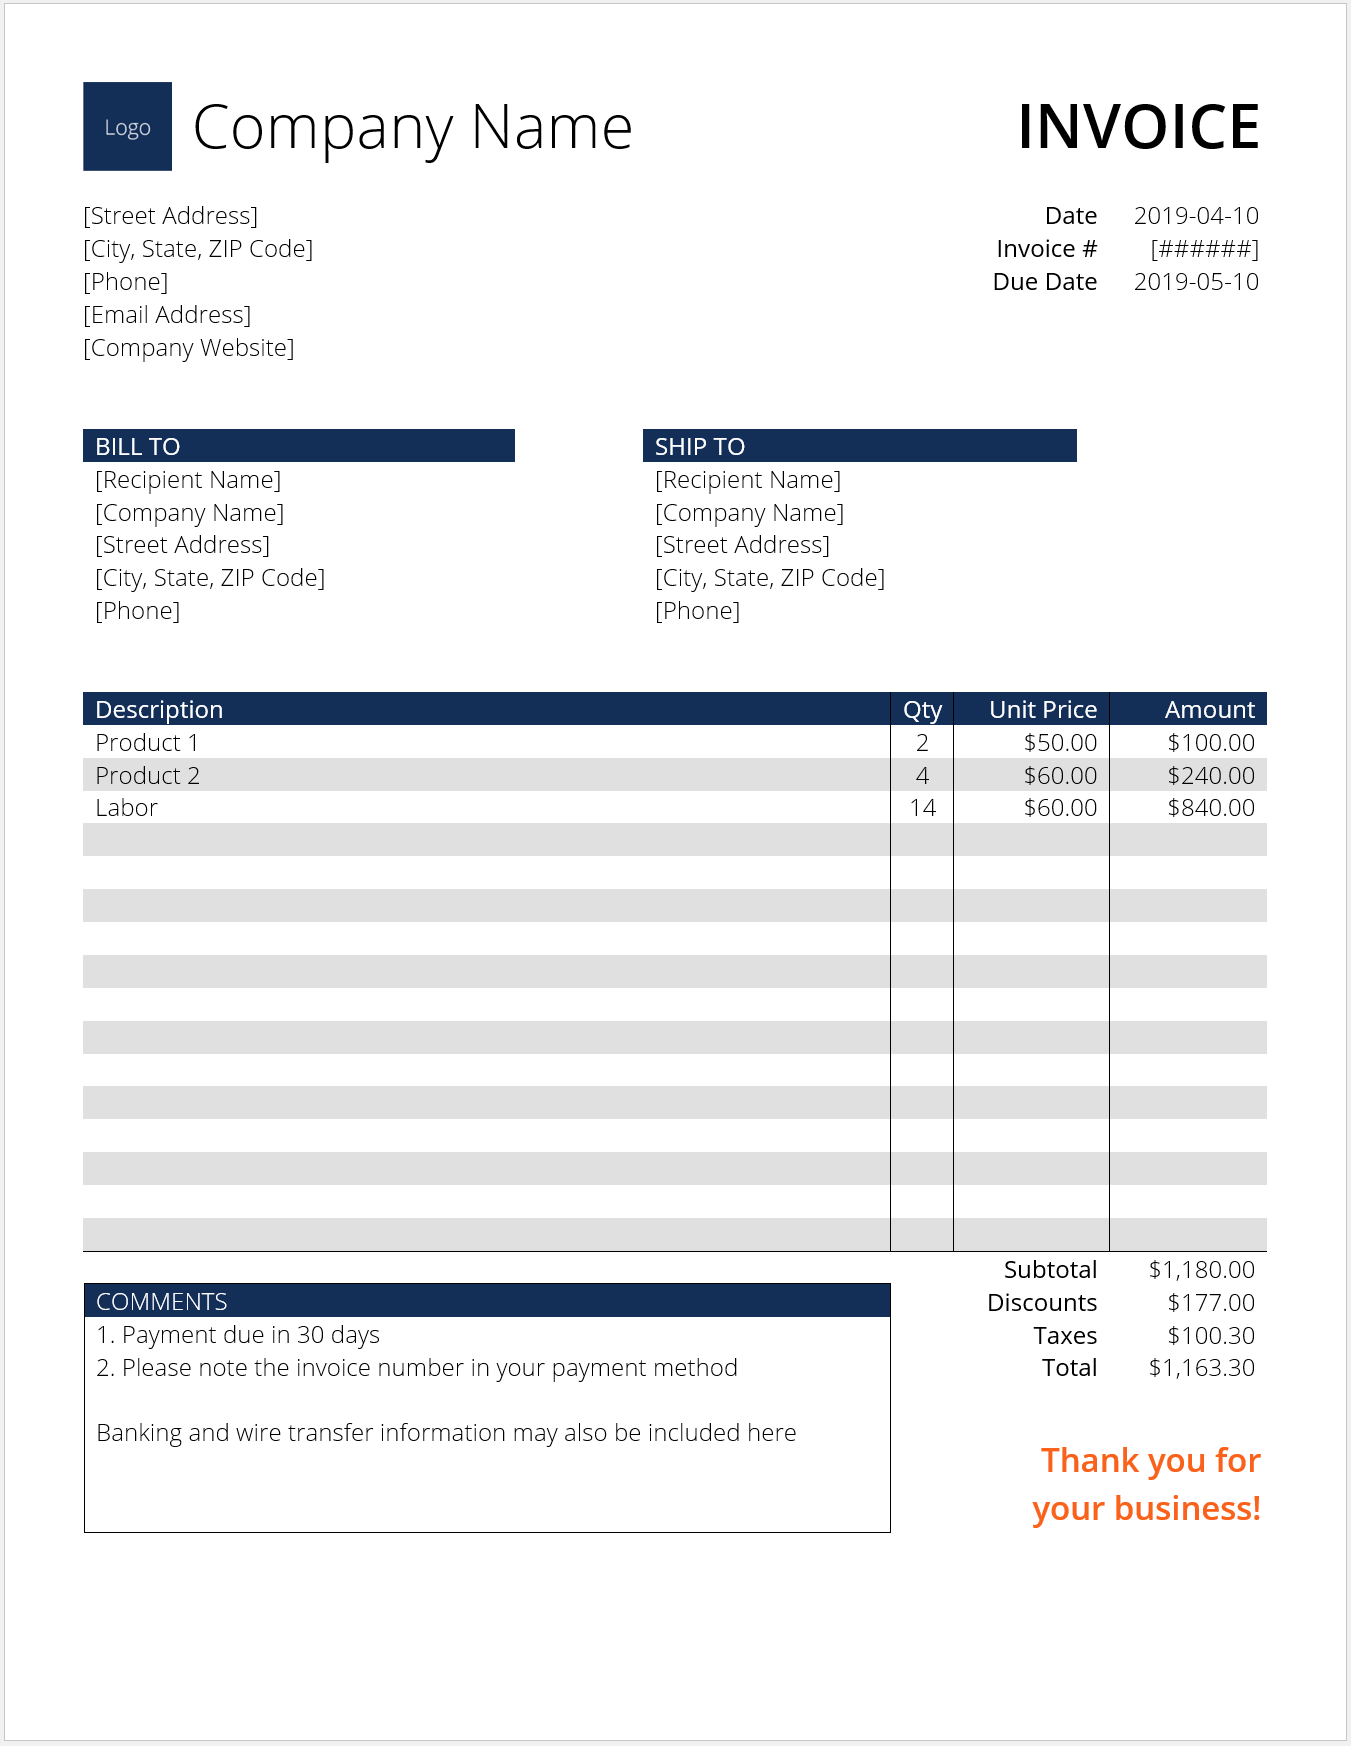 Logo
Company Name
INVOICE
[Street Address]
[City, State, ZIP Code]
[Phone]
[Email Address]
[Company Website]
Date 2019-04-10
Invoice # [######]
Due Date 2019-05-10
BILL TO
[Recipient Name]
[Company Name]
[Street Address]
[City, State, ZIP Code]
[Phone]
SHIP TO
[Recipient Name]
[Company Name]
[Street Address]
[City, State, ZIP Code]
[Phone]
Description Qty Unit Price Amount
Product 1 2 $50.00 $100.00
Product 2 4 $60.00 $240.00
Labor 14 $60.00 $840.00
Subtotal $1,180.00
Discounts $177.00
Taxes $100.30
Total $1,163.30
COMMENTS
1. Payment due in 30 days
2. Please note the invoice number in your payment method
Banking and wire transfer information may also be included here
Thank you for
your business!